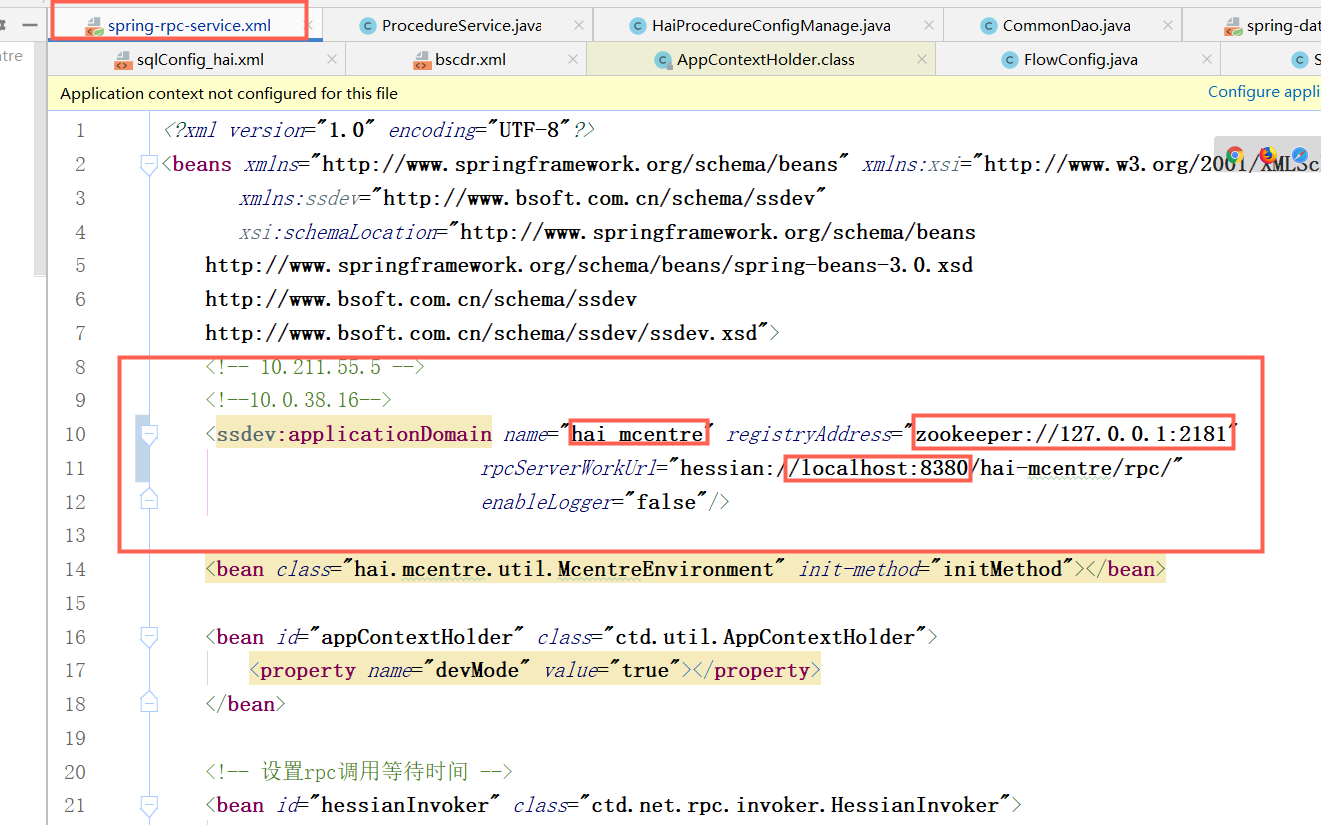 spring-rpc-service.xml ProcedureService.java HaiProcedureConfigManage.java CommonDao.java spring-dat
ntre sqlConfig_hai.xml bscdr.xml AppContextHolder.class FlowConfig.java S
Application context not configured for this file Configure appli
1 <?xml version="1.0" encoding="UTF-8"?>
2 <beans xmlns="http://www.springframework.org/schema/beans" xmlns:xsi="http://www.w3.org/2001/XMLSc
3 xmlns:ssdev="http://www.bsoft.com.cn/schema/ssdev"
4 xsi:schemaLocation="http://www.springframework.org/schema/beans
5 http://www.springframework.org/schema/beans/spring-beans-3.0.xsd
6 http://www.bsoft.com.cn/schema/ssdev
7 http://www.bsoft.com.cn/schema/ssdev/ssdev.xsd">
8 <!-- 10.211.55.5 -->
9 <!--10.0.38.16-->
10 <ssdev:applicationDomain name="hai_mcentre" registryAddress="zookeeper://127.0.0.1:2181"
11 rpcServerWorkUrl="hessian://localhost:8380/hai-mcentre/rpc/"
12 enableLogger="false"/>
13
14 <bean class="hai.mcentre.util.McentreEnvironment" init-method="initMethod"></bean>
15
16 <bean id="appContextHolder" class="ctd.util.AppContextHolder">
17 <property name="devMode" value="true"></property>
18 </bean>
19
20 <!-- 设置rpc调用等待时间 -->
21 <bean id="hessianInvoker" class="ctd.net.rpc.invoker.HessianInvoker">